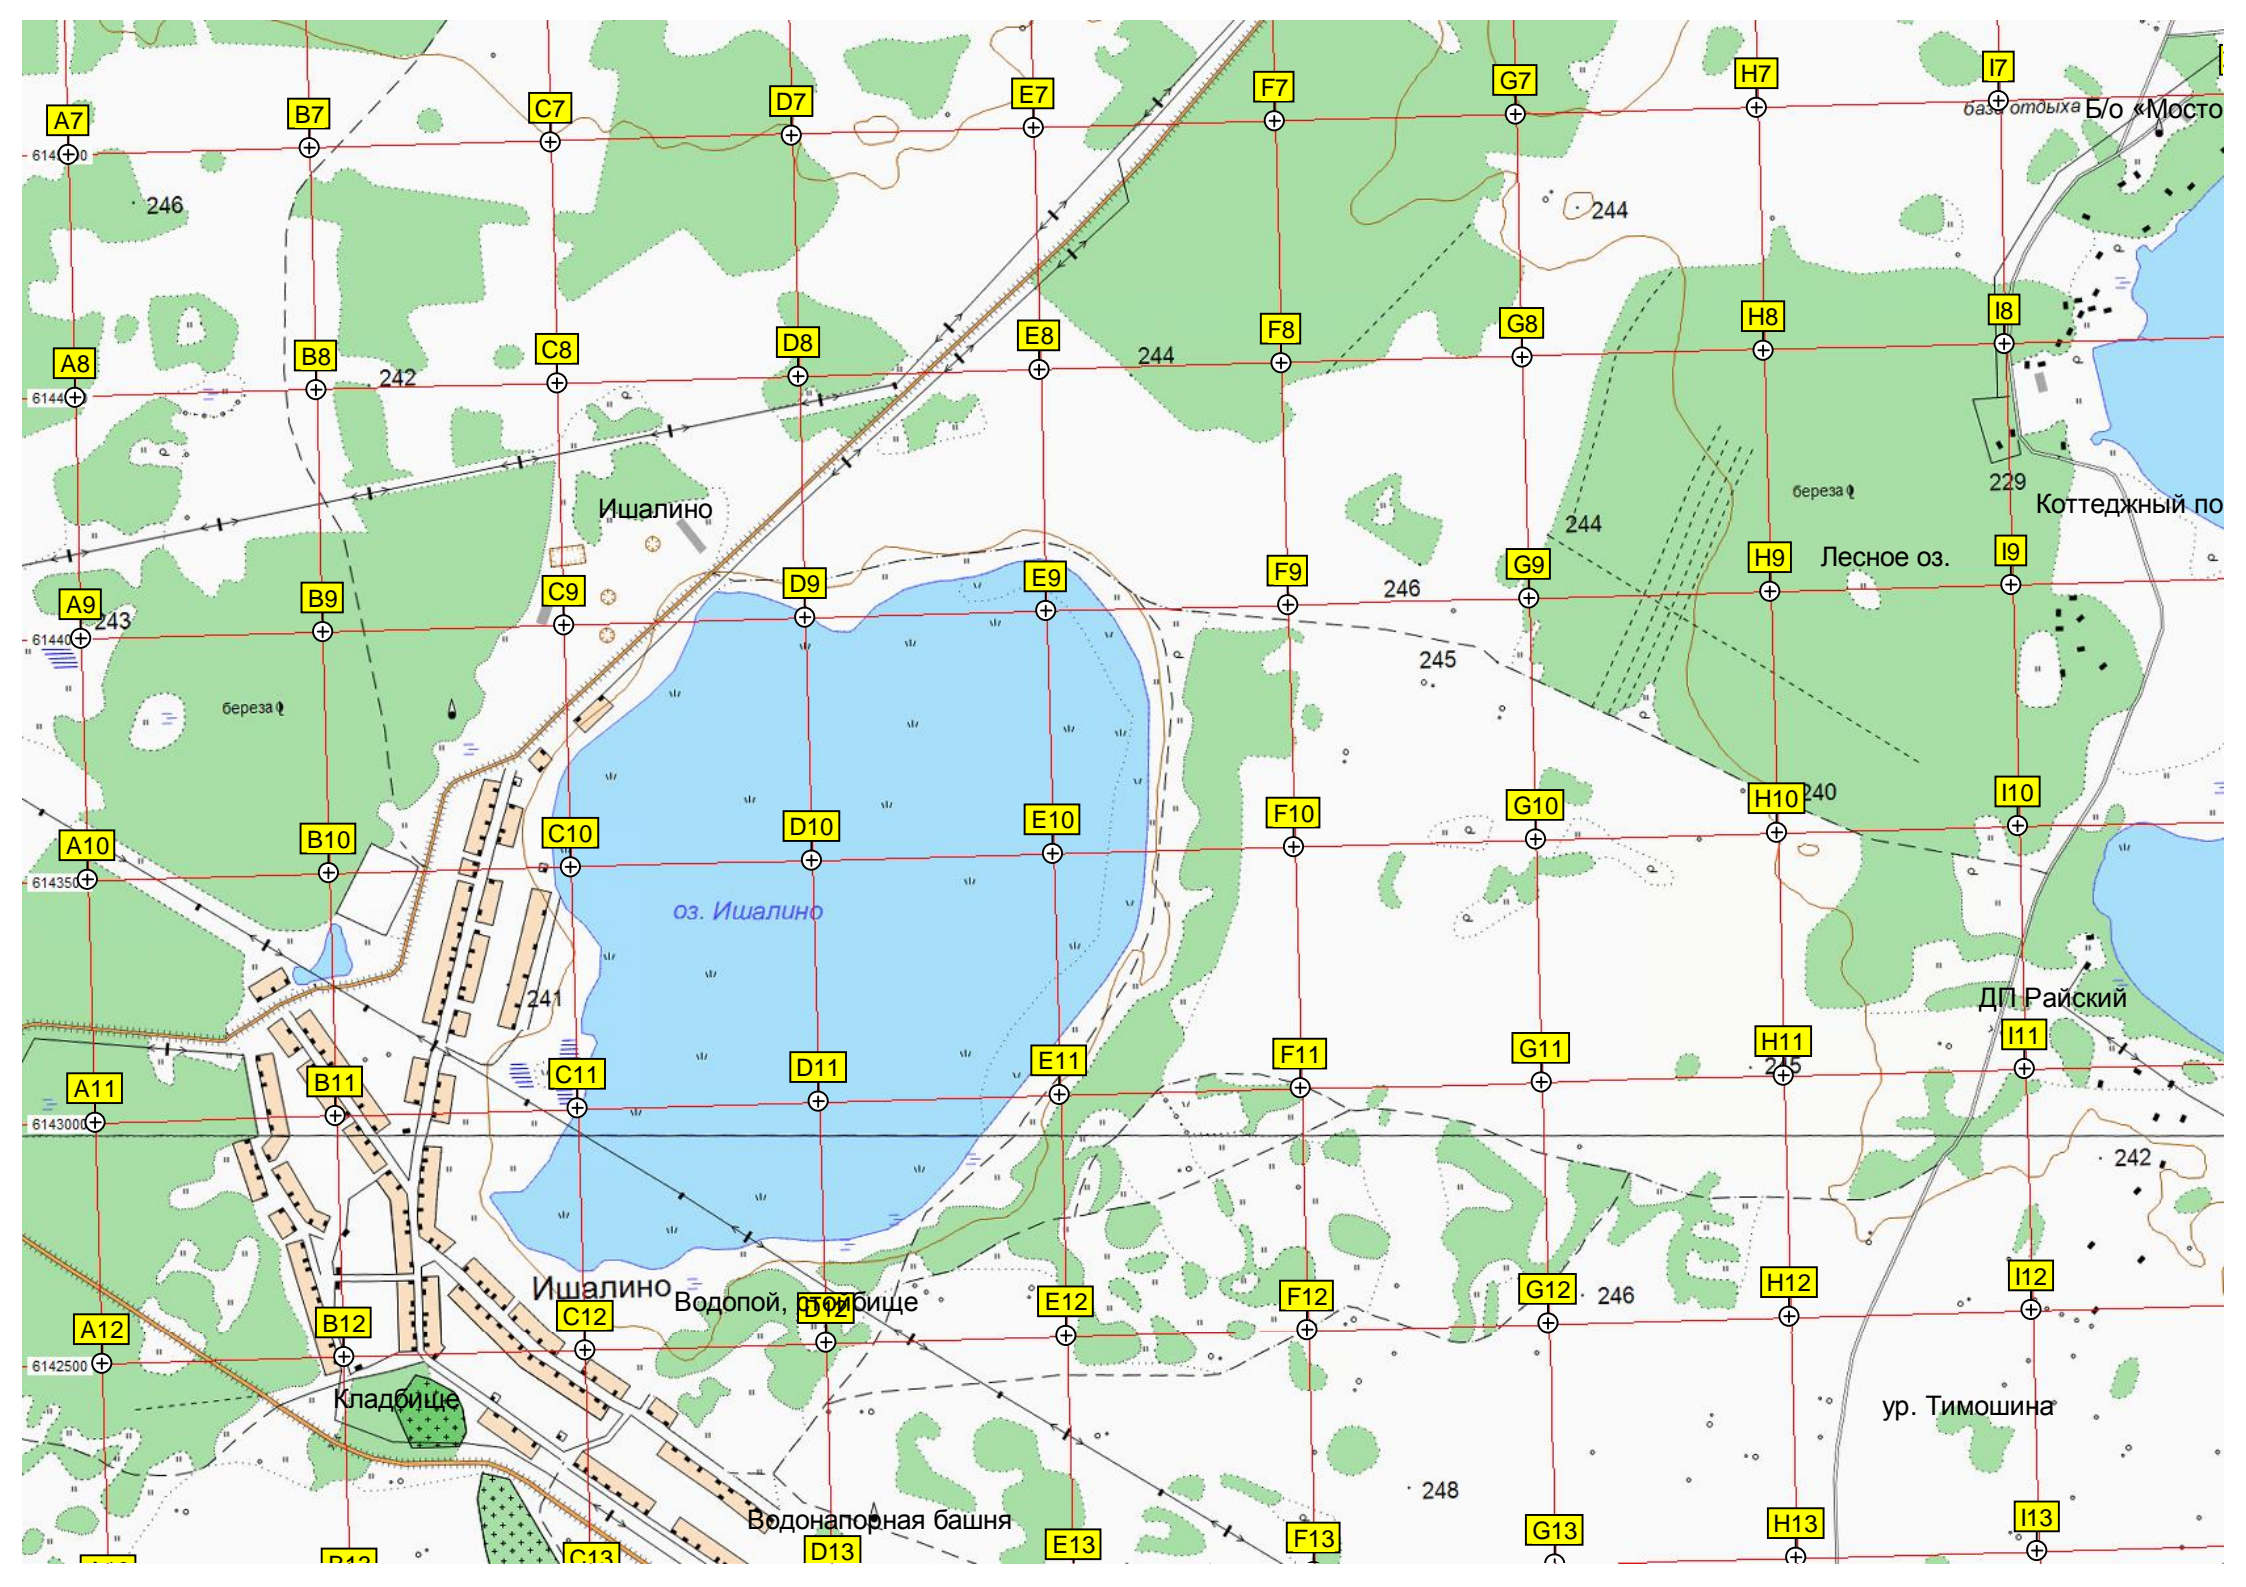 A7
B7
C7
D7
E7
F7
G7
H7
I7
база отдыха
Б/о «Мосто
246
244
A8
B8
C8
D8
E8
F8
G8
H8
I8
242
244
229
береза
Коттеджный по
Ишалино
244
Лесное оз.
A9
B9
C9
D9
E9
F9
G9
H9
I9
243
246
245
береза
A10
B10
C10
D10
E10
F10
G10
H10
I10
240
оз. Ишалино
241
ДП Райский
A11
B11
C11
D11
E11
F11
G11
H11
I11
6143000
242
Ишалино
Водопой, стойбище
246
A12
B12
C12
D12
E12
F12
G12
H12
I12
6142500
Кладбище
ур. Тимошина
248
Водонапорная башня
C13
D13
E13
F13
G13
H13
I13